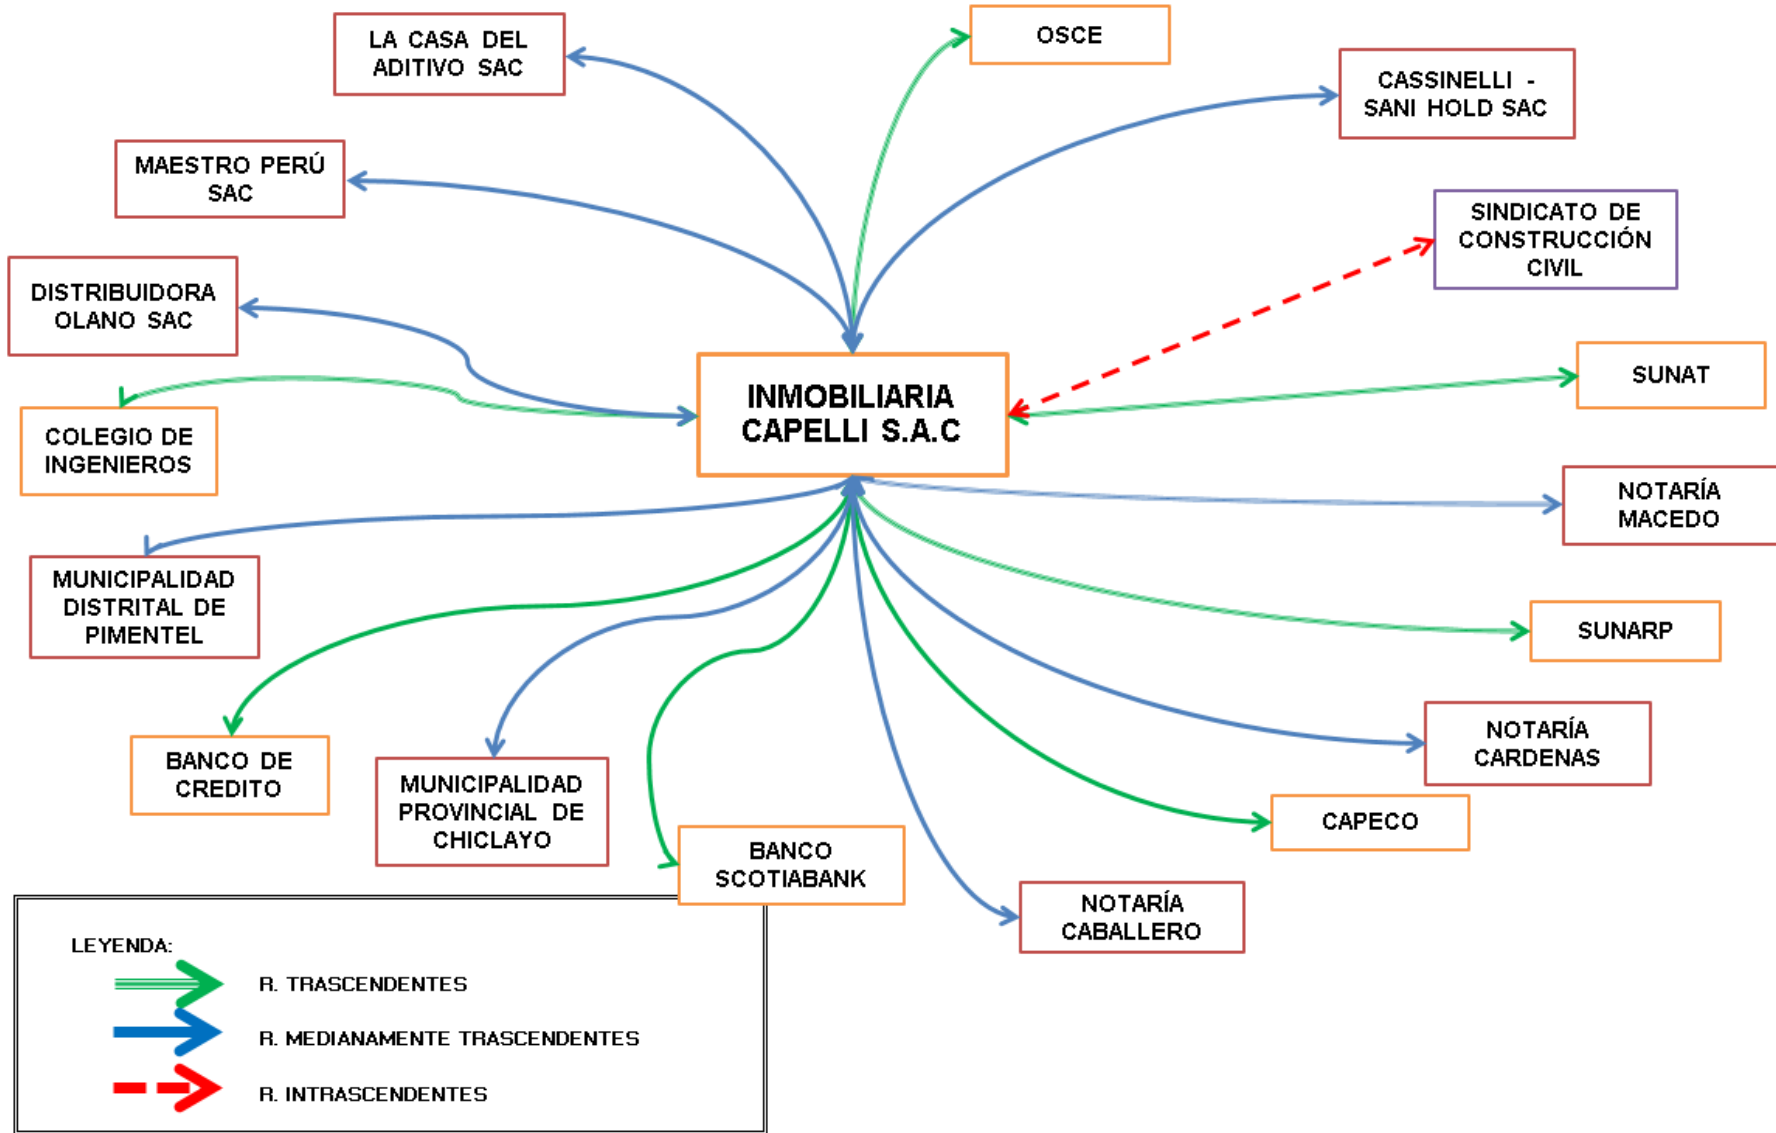 OSCE
LA CASA DEL
ADITIVO SAC
CASSINELLI -
SANI HOLD SAC
MAESTRO PERÚ
SAC
SINDICATO DE
CONSTRUCCIÓN
CIVIL
DISTRIBUIDORA
OLANO SAC
SUNAT
INMOBILIARIA
CAPELLI S.A.C
COLEGIO DE
INGENIEROS
NOTARÍA
MACEDO
MUNICIPALIDAD
DISTRITAL DE
PIMENTEL
SUNARP
NOTARÍA
CARDENAS
BANCO DE
CREDITO
MUNICIPALIDAD
PROVINCIAL DE
CHICLAYO
CAPECO
BANCO
SCOTIABANK
NOTARÍA
CABALLERO
LEYENDA:
R. TRASCENDENTES
R. MEDIANAMENTE TRASCENDENTES
R. INTRASCENDENTES